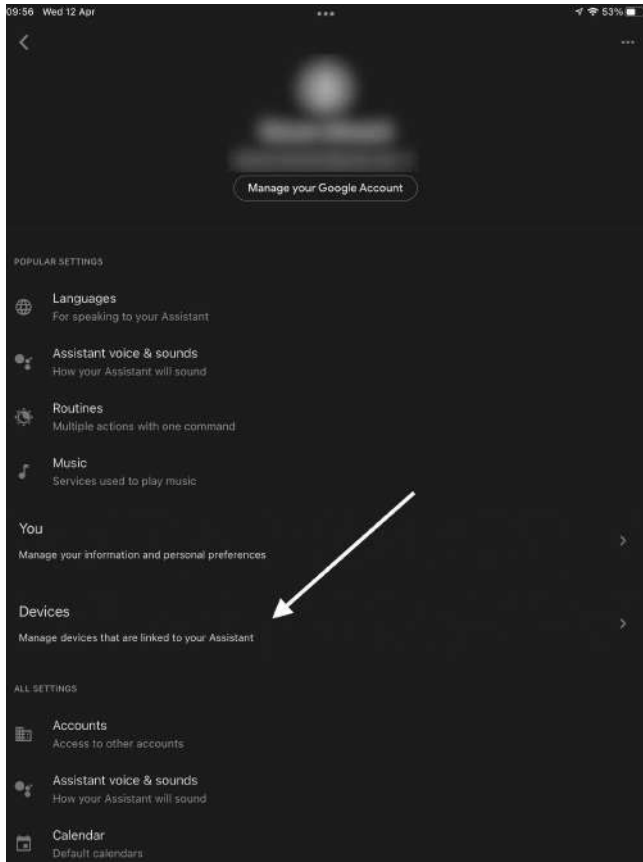 09:56 Wed 12 Apr
53%
Manage your Google Account
POPULAR SETTINGS
Languages
For speaking to your Assistant
Assistant voice & sounds
How your Assistant will sound
Routines
Multiple actions with one command
Music
Services used to play music
You
Manage your information and personal preferences
Devices
Manage devices that are linked to your Assistant
ALL SETTINGS
Accounts
Access to other accounts
Assistant voice & sounds
How your Assistant will sound
Calendar
Default calendars